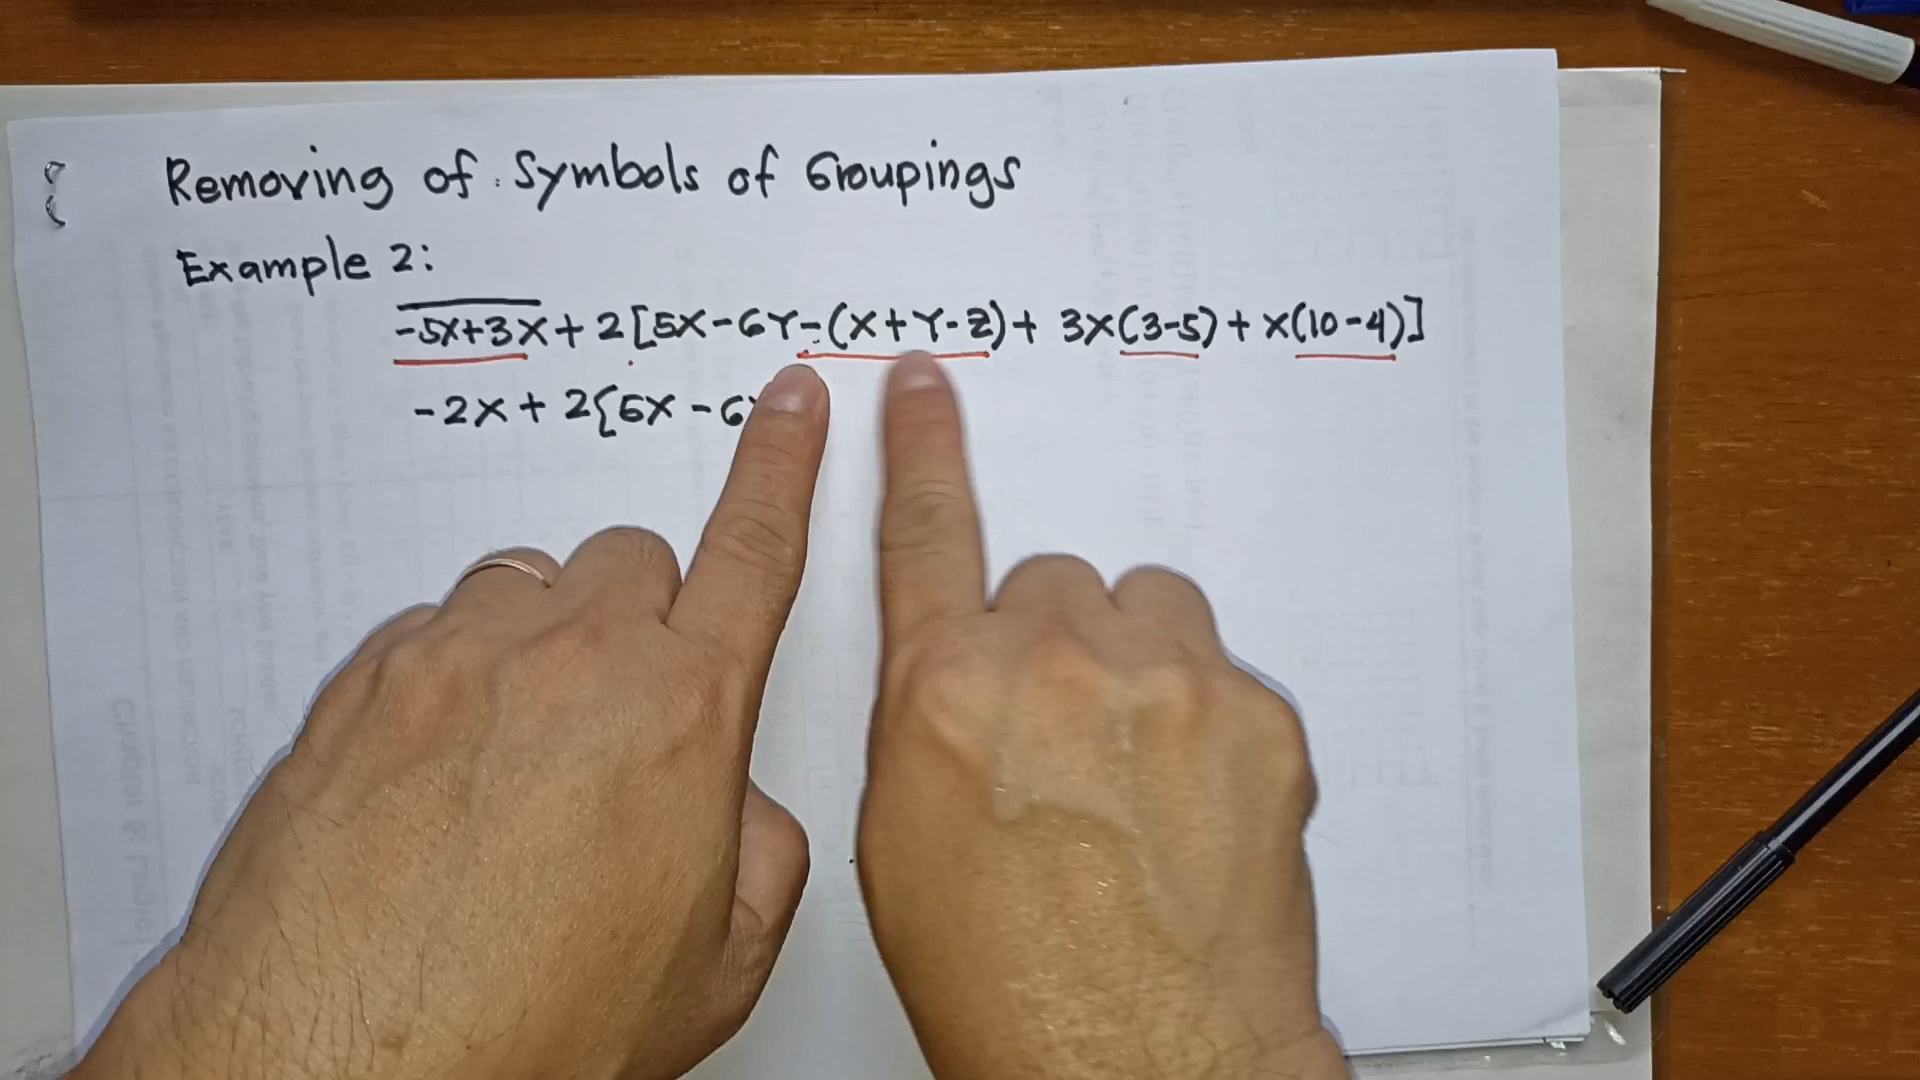 Removing of Symbols of Groupings
Example 2:
-5x+3x + 2[5x-6y-(x+y-z)+ 3x(3-5)+x(10-4)]
-2x+ 2{5x -6